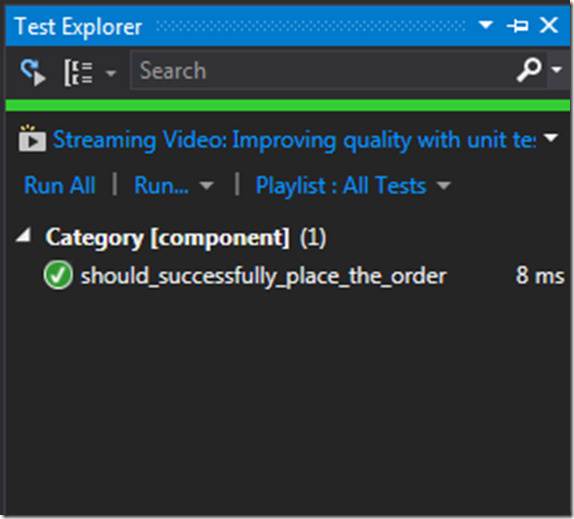 Test Explorer
Search
Streaming Video: Improving quality with unit
Run All | Run... | Playlist : All Tests
Category [component] (1)
should_successfully_place_the_order 8 ms